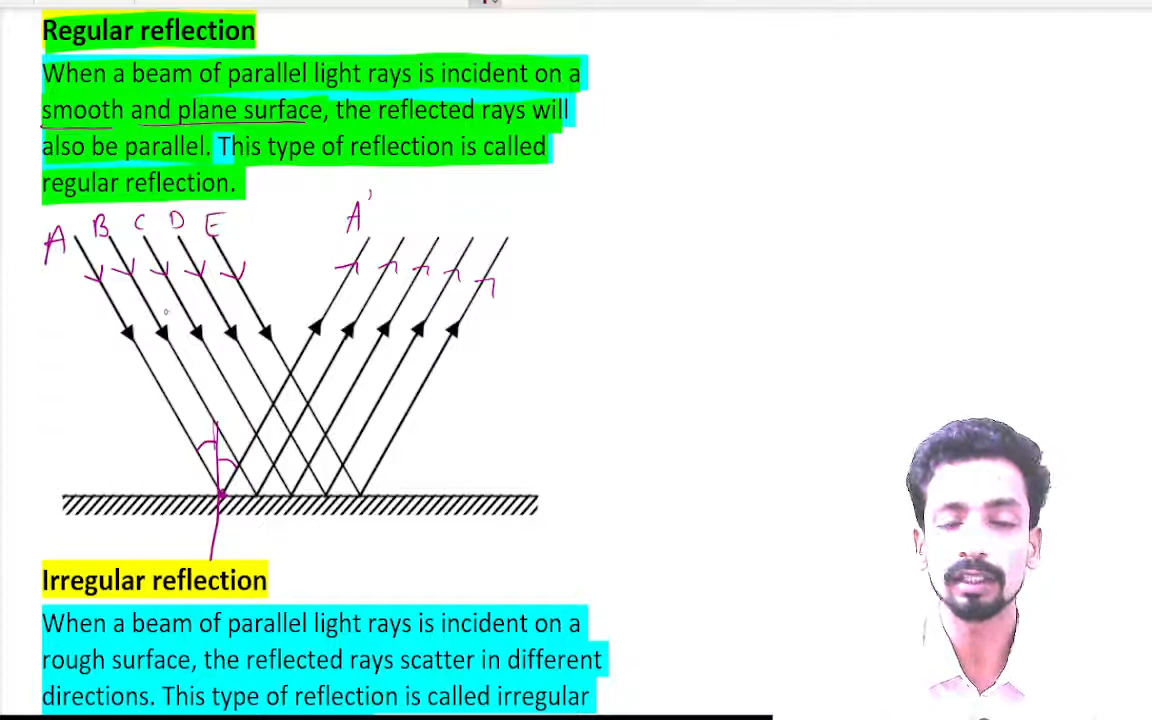 Regular reflection
When a beam of parallel light rays is incident on a
smooth and plane surface, the reflected rays will
also be parallel. This type of reflection is called
regular reflection.
A B C D E A'
Irregular reflection
When a beam of parallel light rays is incident on a
rough surface, the reflected rays scatter in different
directions. This type of reflection is called irregular